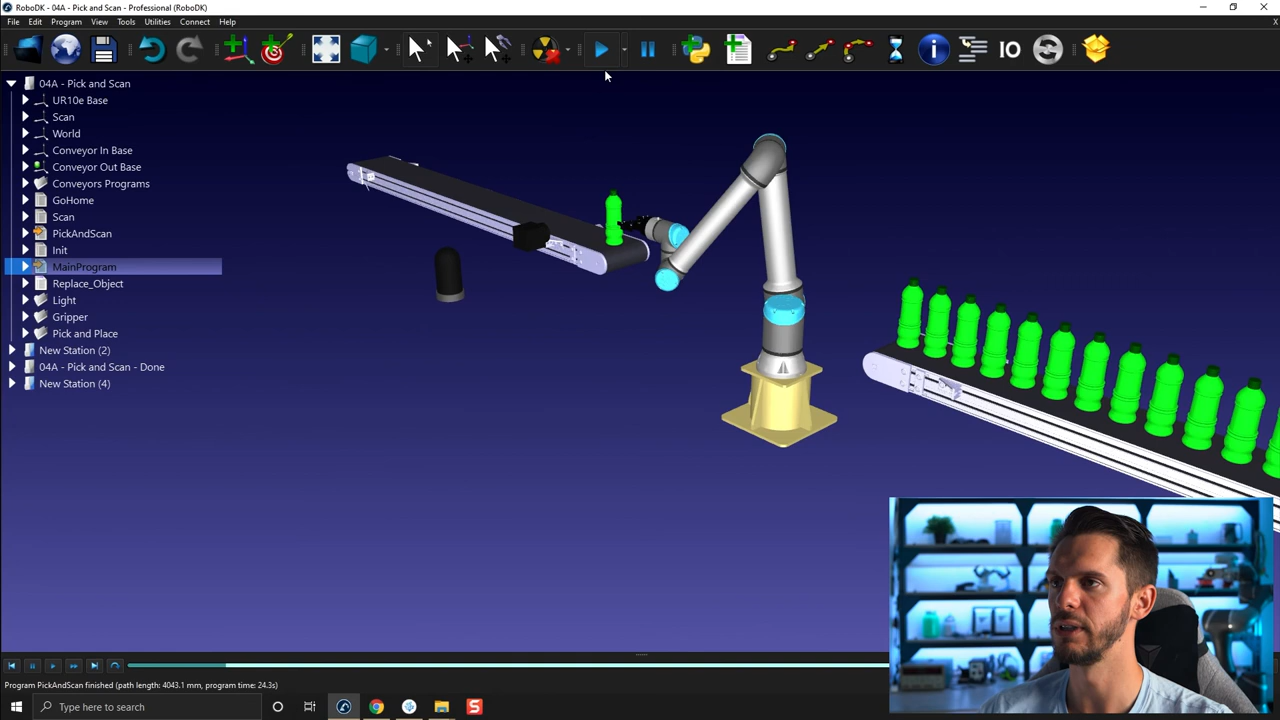 RoboDK - 04A - Pick and Scan - Professional (RoboDK)
File Edit Program View Tools Utilities Connect Help
IO
04A - Pick and Scan
UR10e Base
Scan
World
Conveyor In Base
Conveyor Out Base
Conveyors Programs
GoHome
Scan
PickAndScan
Init
MainProgram
Replace_Object
Light
Gripper
Pick and Place
New Station (2)
04A - Pick and Scan - Done
New Station (4)
Program PickAndScan finished (path length: 4043.1 mm, program time: 24.3s)
Type here to search
S